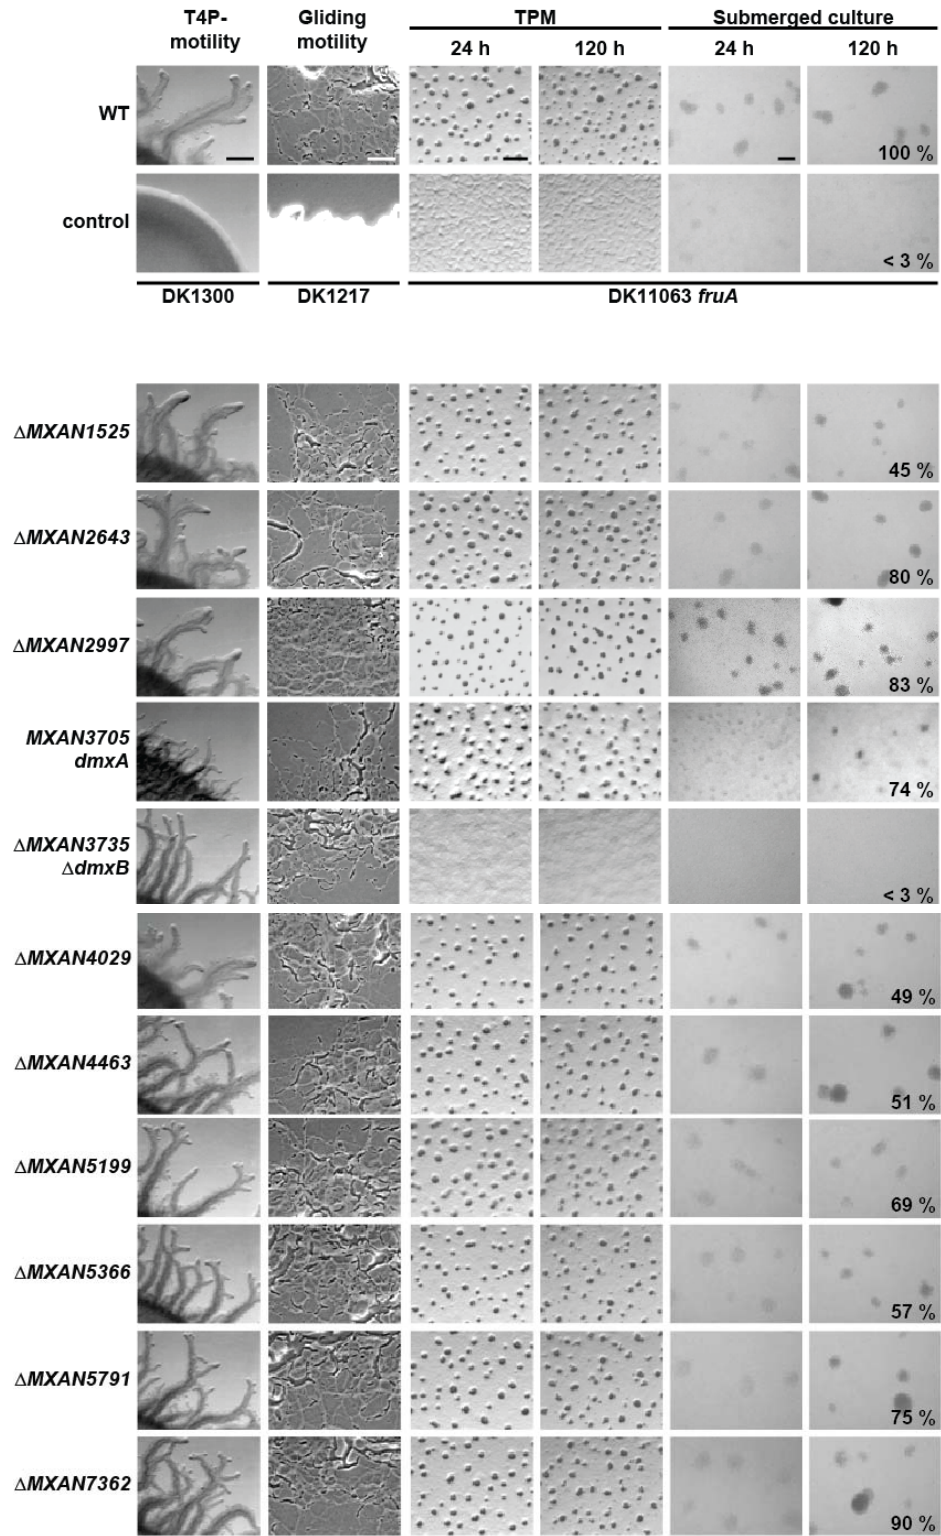 T4P-
motility
Gliding
motility
TPM
Submerged culture
24 h
120 h
24 h
120 h
WT
100 %
control
< 3 %
DK1300
DK1217
DK11063 fruA
ΔMXAN1525
45 %
ΔMXAN2643
80 %
ΔMXAN2997
83 %
MXAN3705
dmxA
74 %
ΔMXAN3735
ΔdmxB
< 3 %
ΔMXAN4029
49 %
ΔMXAN4463
51 %
ΔMXAN5199
69 %
ΔMXAN5366
57 %
ΔMXAN5791
75 %
ΔMXAN7362
90 %